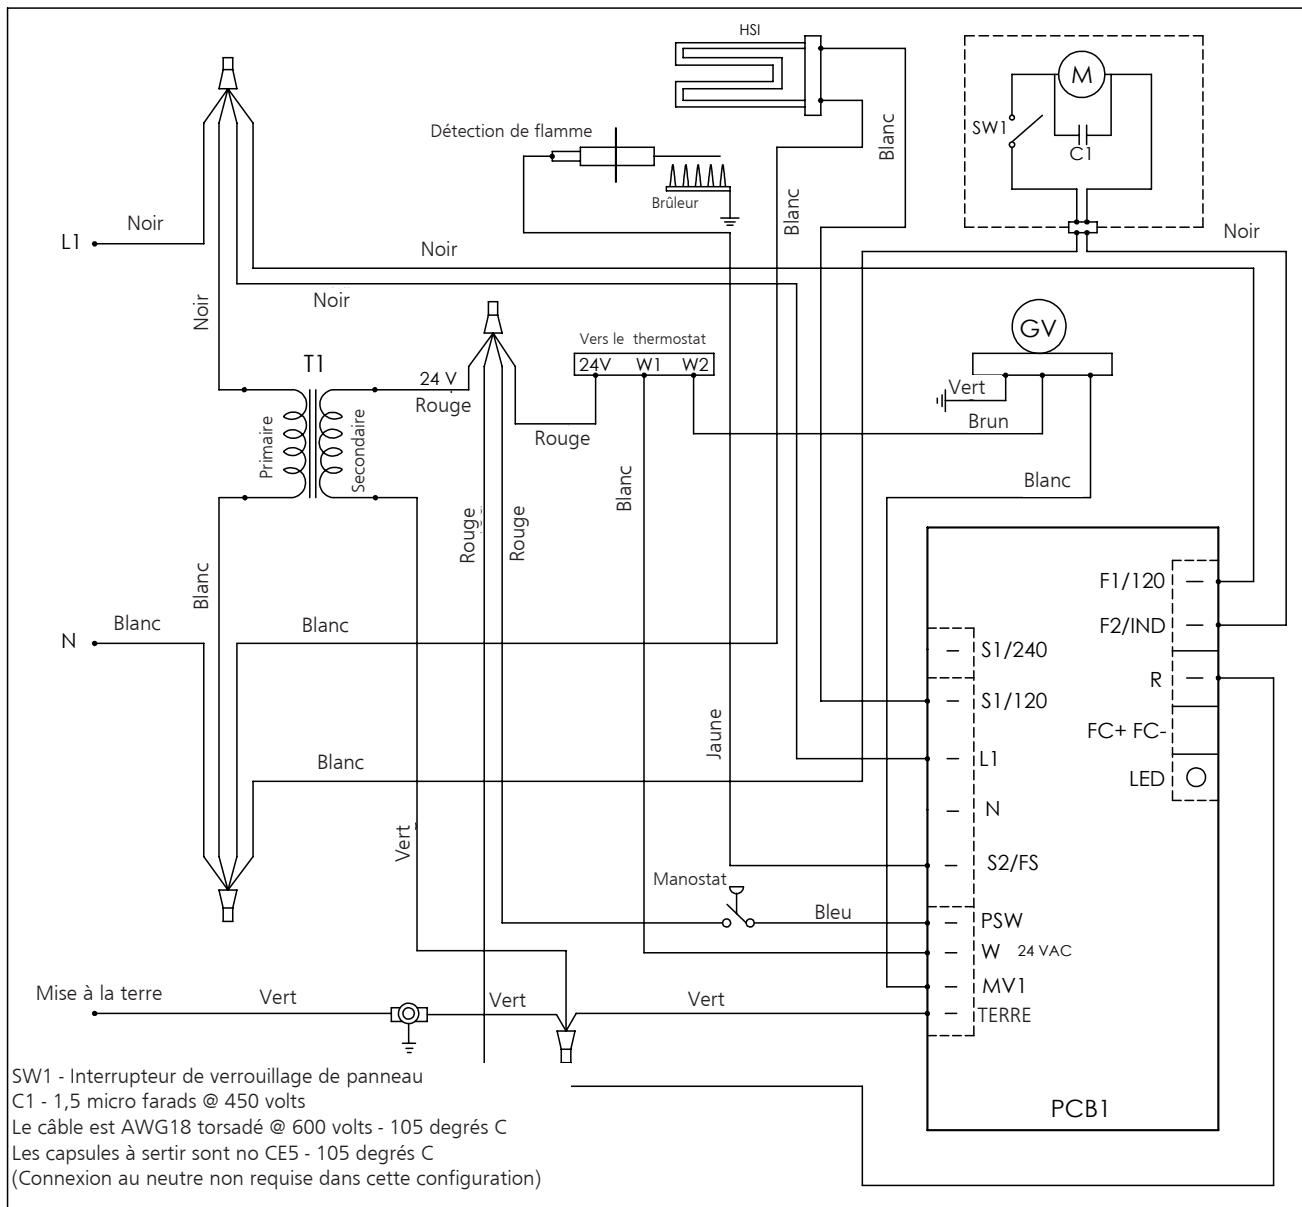 HSI
M
SW1
C1
Détection de flamme
Brûleur
Blanc
Blanc
Noir
L1
Noir
Noir
Noir
Noir
GV
Vers le thermostat
24V W1 W2
T1
24 V
Rouge
Rouge
Vert
Brun
Blanc
Primaire
Secondaire
Blanc
Rouge
Rouge
Blanc
N
Blanc
Blanc
Jaune
Blanc
Vert
F1/120
F2/IND
R
FC+ FC-
LED
S1/240
S1/120
L1
N
S2/FS
PSW
W 24 VAC
MV1
TERRE
PCB1
Manostat
Bleu
Mise à la terre
Vert
Vert
Vert
SW1 - Interrupteur de verrouillage de panneau
C1 - 1,5 micro farads @ 450 volts
Le câble est AWG18 torsadé @ 600 volts - 105 degrés C
Les capsules à sertir sont no CE5 - 105 degrés C
(Connexion au neutre non requise dans cette configuration)